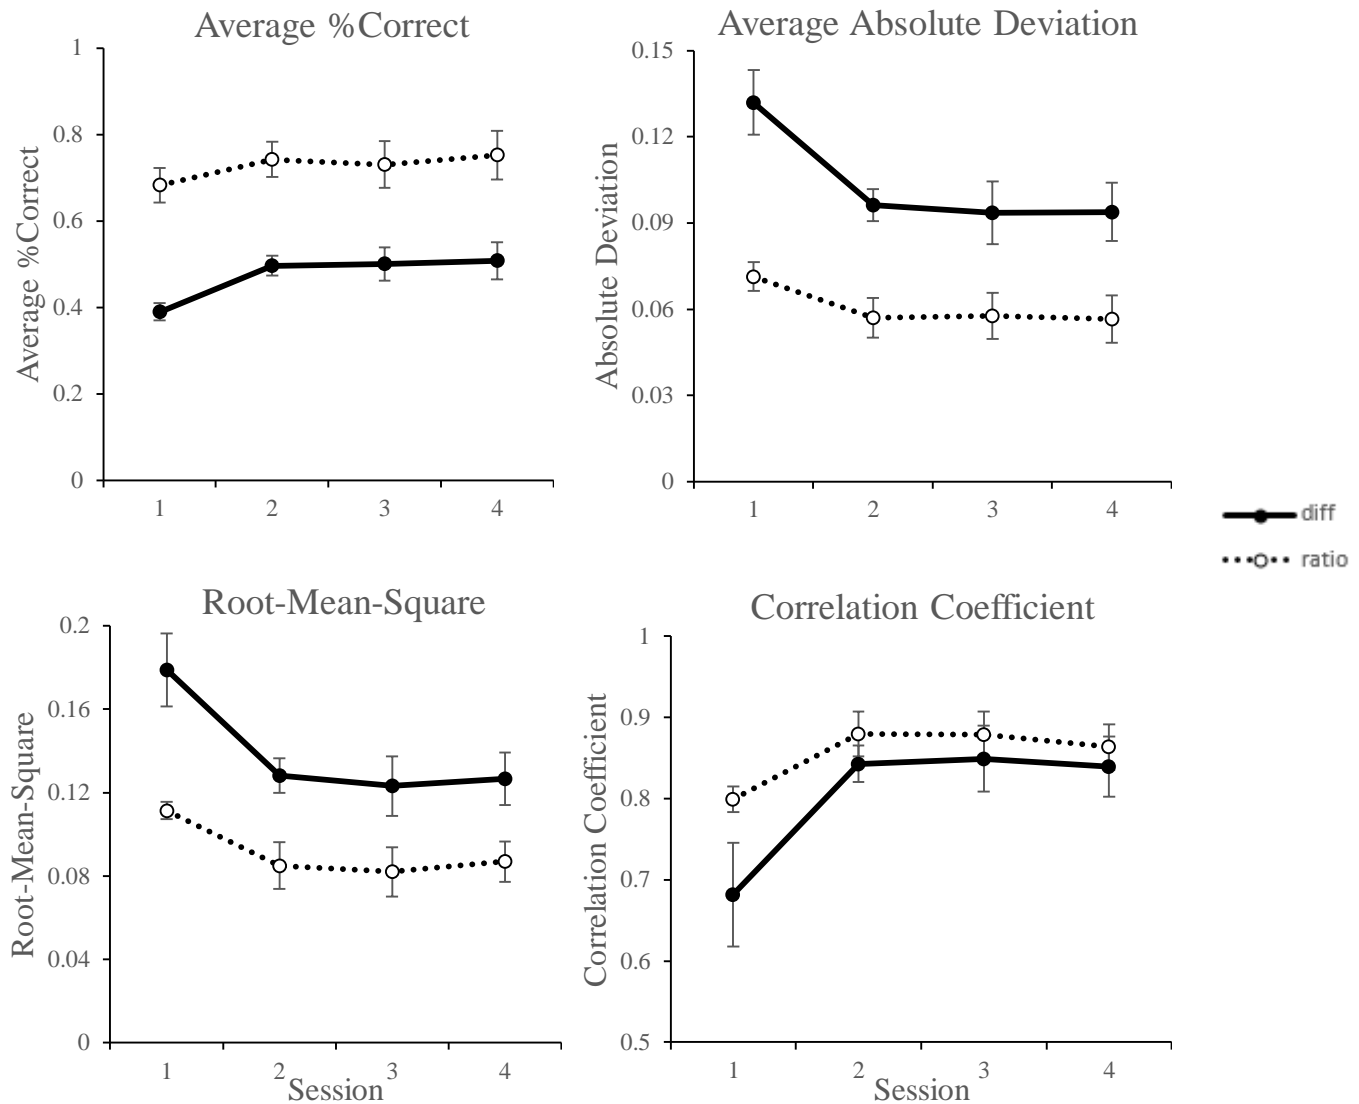 Average %Correct
Average %Correct
1
0.8
0.6
0.4
0.2
0
1 2 3 4
Average Absolute Deviation
Absolute Deviation
0.15
0.12
0.09
0.06
0.03
0
1 2 3 4
diff
ratio
Root-Mean-Square
Root-Mean-Square
0.2
0.16
0.12
0.08
0.04
0
1 2 3 4
Session
Correlation Coefficient
Correlation Coefficient
1
0.9
0.8
0.7
0.6
0.5
1 2 3 4
Session